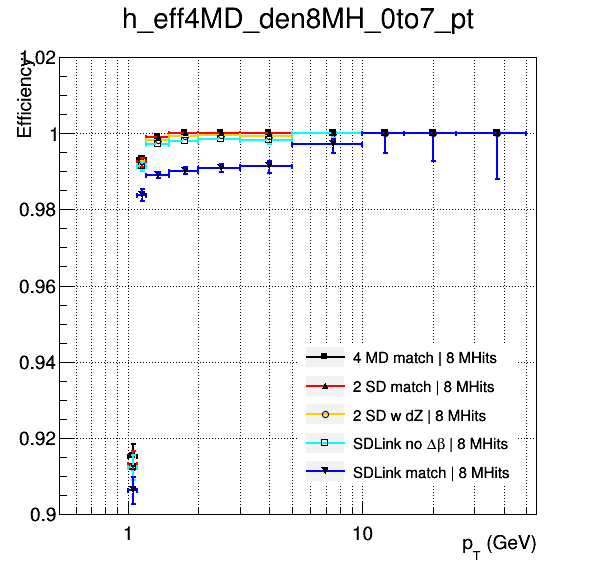 h_eff4MD_den8MH_0to7_pt
Efficiency
1.02
1
0.98
0.96
0.94
0.92
0.9
4 MD match | 8 MHits
2 SD match | 8 MHits
2 SD w dZ | 8 MHits
SDLink no Δβ | 8 MHits
SDLink match | 8 MHits
1
10
p_T (GeV)